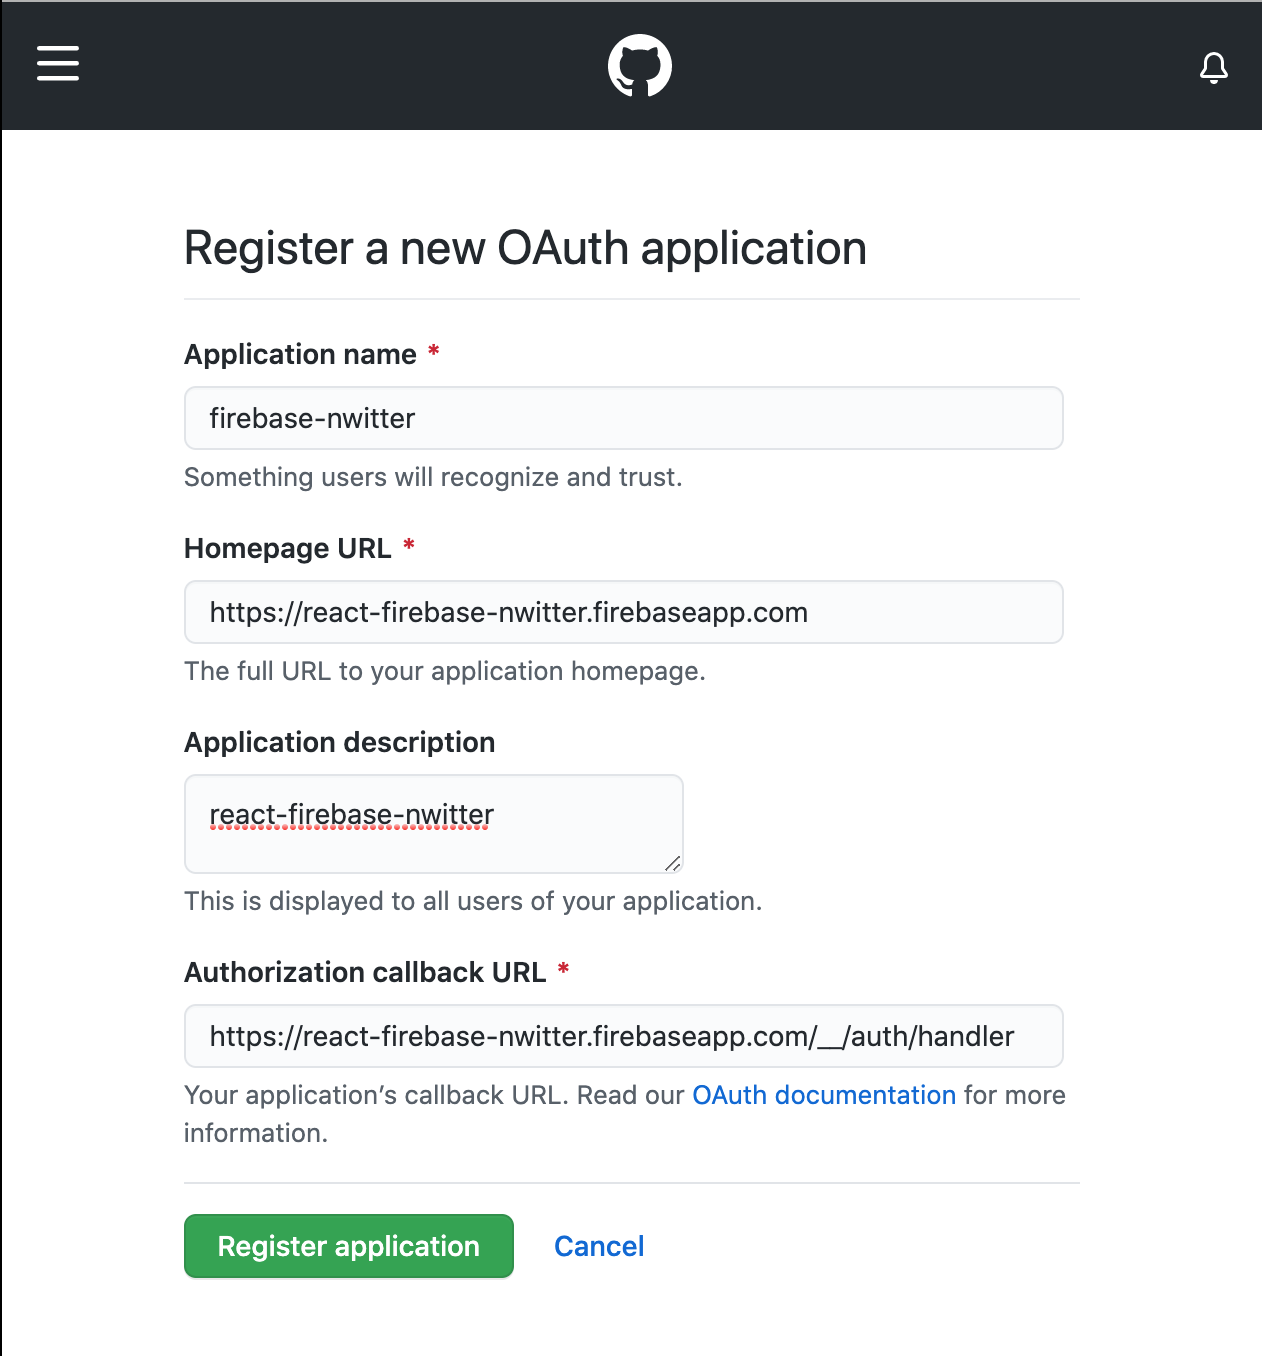 Register a new OAuth application
Application name *
firebase-nwitter
Something users will recognize and trust.
Homepage URL *
https://react-firebase-nwitter.firebaseapp.com
The full URL to your application homepage.
Application description
react-firebase-nwitter
This is displayed to all users of your application.
Authorization callback URL *
https://react-firebase-nwitter.firebaseapp.com/__/auth/handler
Your application’s callback URL. Read our OAuth documentation for more
information.
Register application Cancel